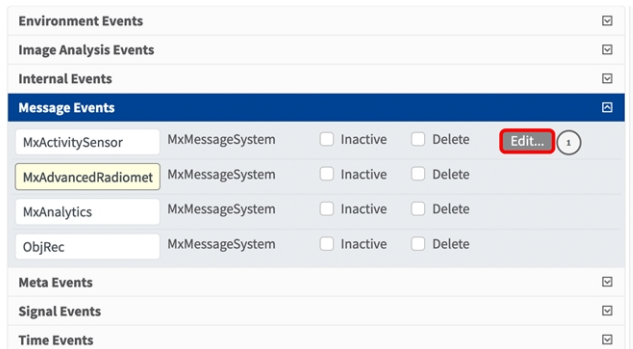 Environment Events
Image Analysis Events
Internal Events
Message Events
MxActivitySensor MxMessageSystem Inactive Delete Edit... 1
MxAdvancedRadiomet MxMessageSystem Inactive Delete
MxAnalytics MxMessageSystem Inactive Delete
ObjRec MxMessageSystem Inactive Delete
Meta Events
Signal Events
Time Events